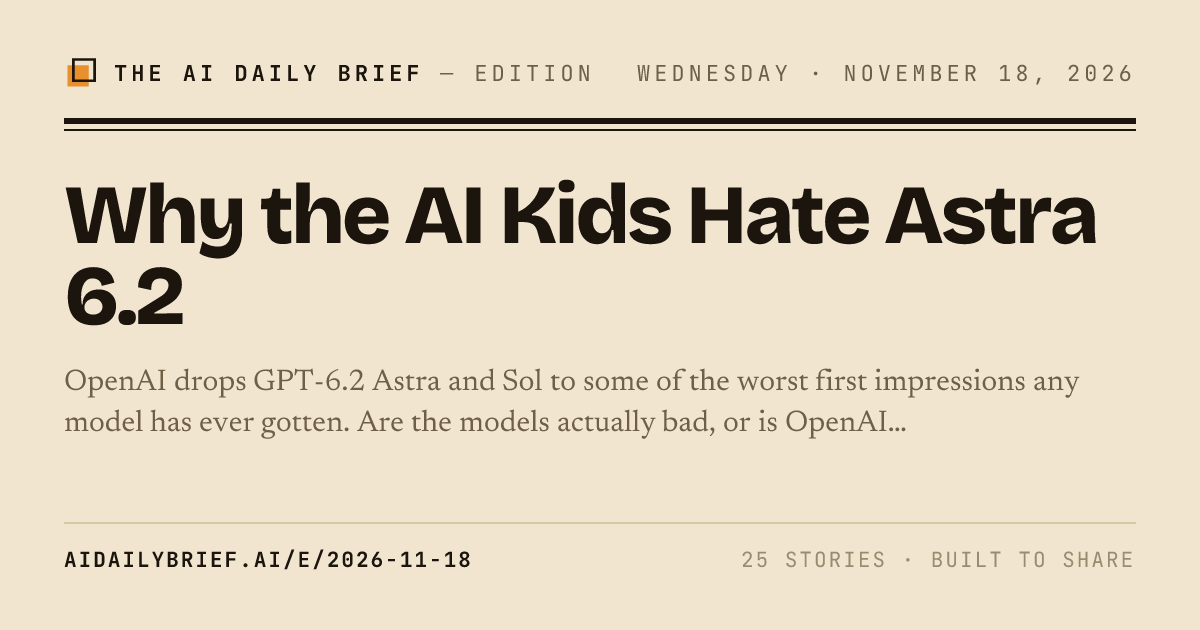 THE AI DAILY BRIEF — EDITION WEDNESDAY · NOVEMBER 18, 2026
Why the AI Kids Hate Astra
6.2
OpenAI drops GPT-6.2 Astra and Sol to some of the worst first impressions any
model has ever gotten. Are the models actually bad, or is OpenAI...
AIDAILYBRIEF.AI/E/2026-11-18 25 STORIES · BUILT TO SHARE